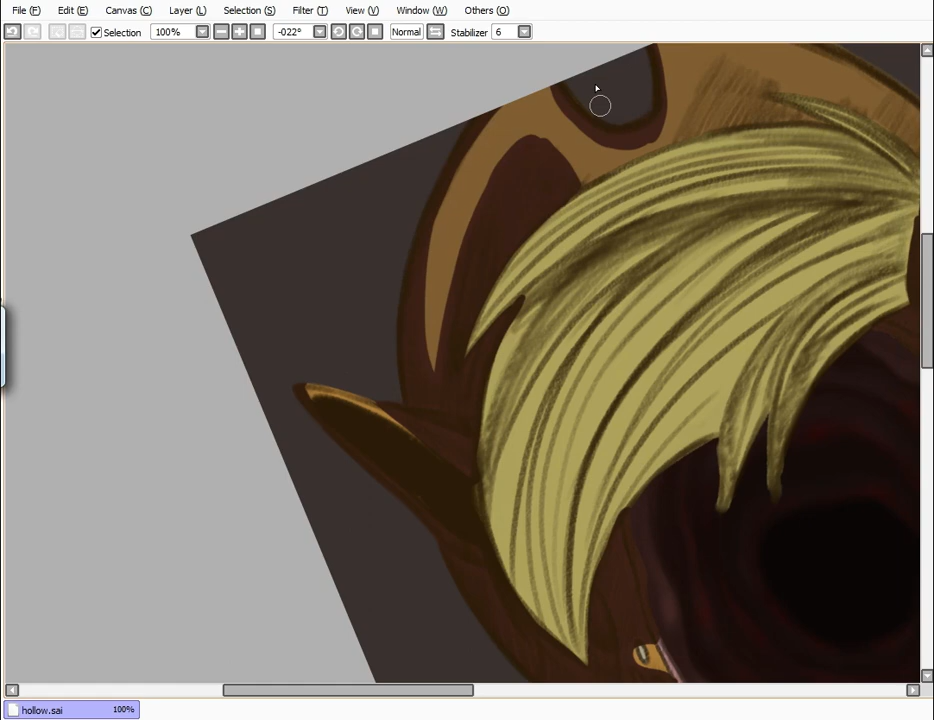 File (F) Edit (E) Canvas (C) Layer (L) Selection (S) Filter (T) View (V) Window (W) Others (O)
Selection 100% -022° Normal Stabilizer 6
hollow.sai 100%